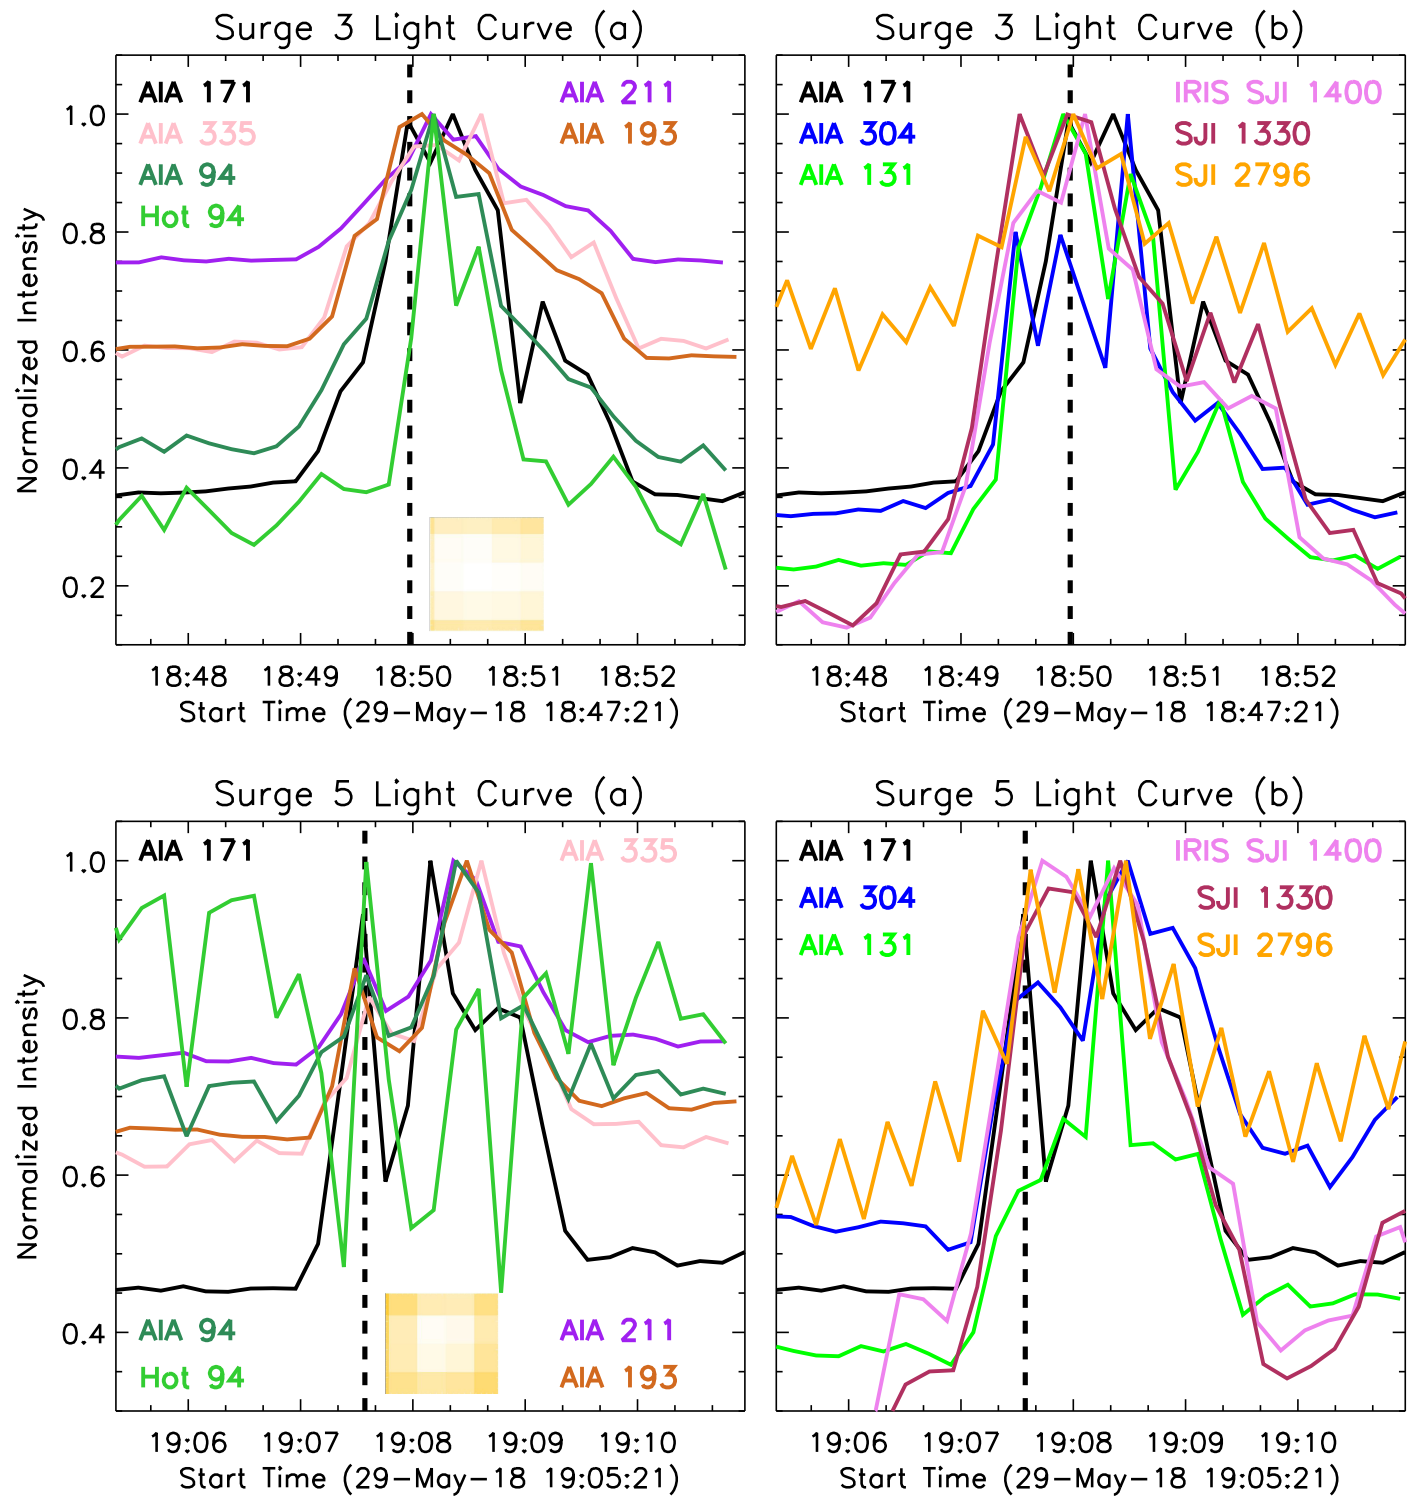 Surge 3 Light Curve (a)
AIA 171
AIA 335
AIA 94
Hot 94
AIA 211
AIA 193
1.0
0.8
0.6
0.4
0.2
Normalized Intensity
18:48 18:49 18:50 18:51 18:52
Start Time (29-May-18 18:47:21)
Surge 3 Light Curve (b)
AIA 171
AIA 304
AIA 131
IRIS SJI 1400
SJI 1330
SJI 2796
18:48 18:49 18:50 18:51 18:52
Start Time (29-May-18 18:47:21)
Surge 5 Light Curve (a)
AIA 171
AIA 335
1.0
0.8
0.6
0.4
Normalized Intensity
AIA 94
Hot 94
AIA 211
AIA 193
19:06 19:07 19:08 19:09 19:10
Start Time (29-May-18 19:05:21)
Surge 5 Light Curve (b)
AIA 171
AIA 304
AIA 131
IRIS SJI 1400
SJI 1330
SJI 2796
19:06 19:07 19:08 19:09 19:10
Start Time (29-May-18 19:05:21)